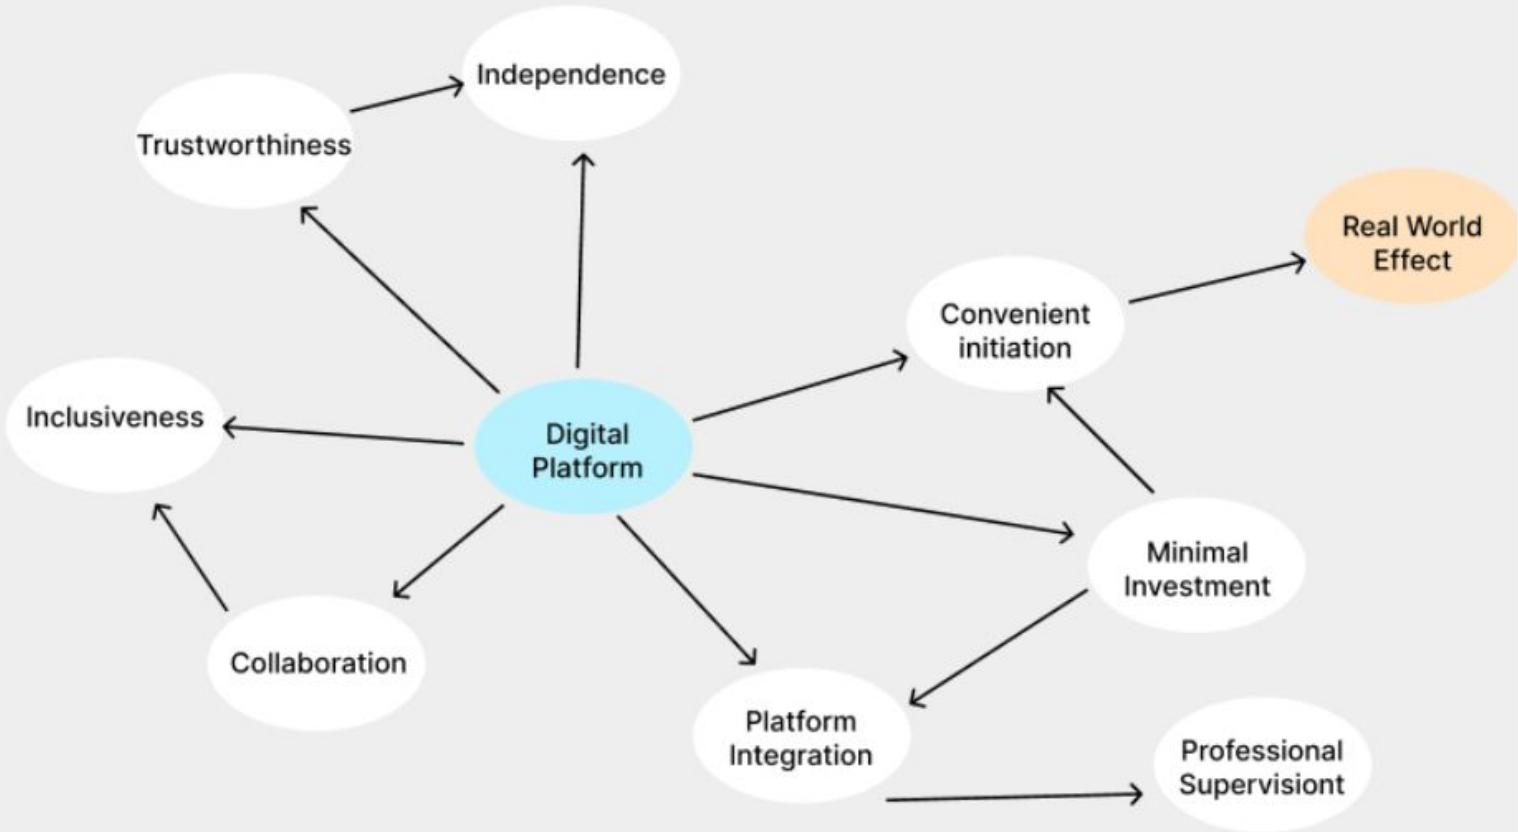 Independence
Trustworthiness
Real World
Effect
Convenient
initiation
Inclusiveness
Digital
Platform
Minimal
Investment
Collaboration
Platform
Integration
Professional
Supervisiont